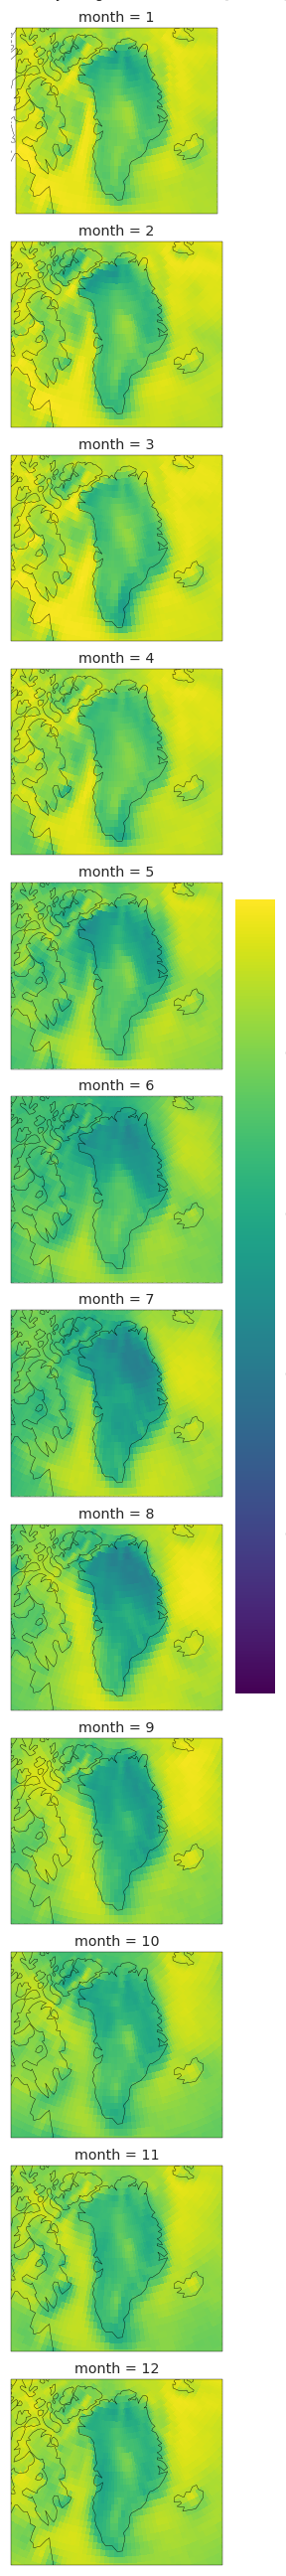 month = 1
month = 2
month = 3
month = 4
month = 5
month = 6
month = 7
month = 8
month = 9
month = 10
month = 11
month = 12